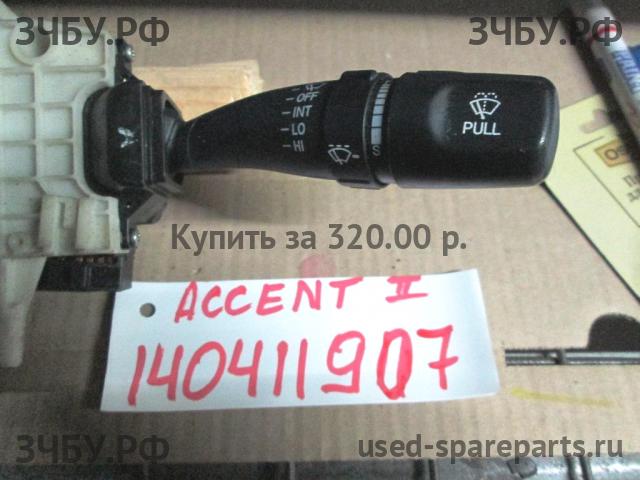 ЗЧБУ.РФ
ЗЧБУ.РФ
OFF
INT
LO
HI
S
PULL
Купить за 320.00 р.
ACCENT II
140411907
ЗЧБУ.РФ
used-spareparts.ru